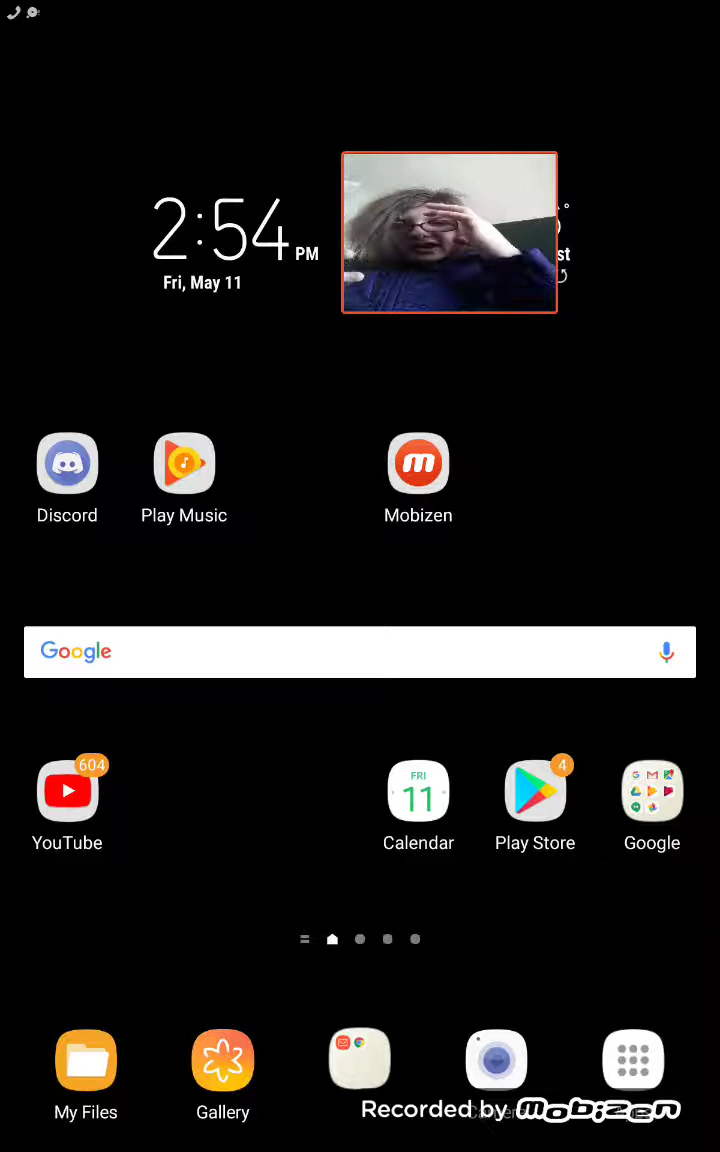 2:54 PM
Fri, May 11
st
Discord
Play Music
Mobizen
Google
604
FRI
11
4
YouTube
Calendar
Play Store
Google
My Files
Gallery
Recorded by mobizen